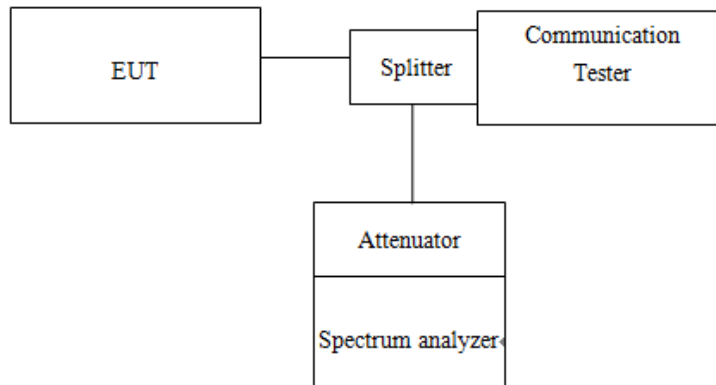 EUT
Splitter
Communication
Tester
Attenuator
Spectrum analyzer